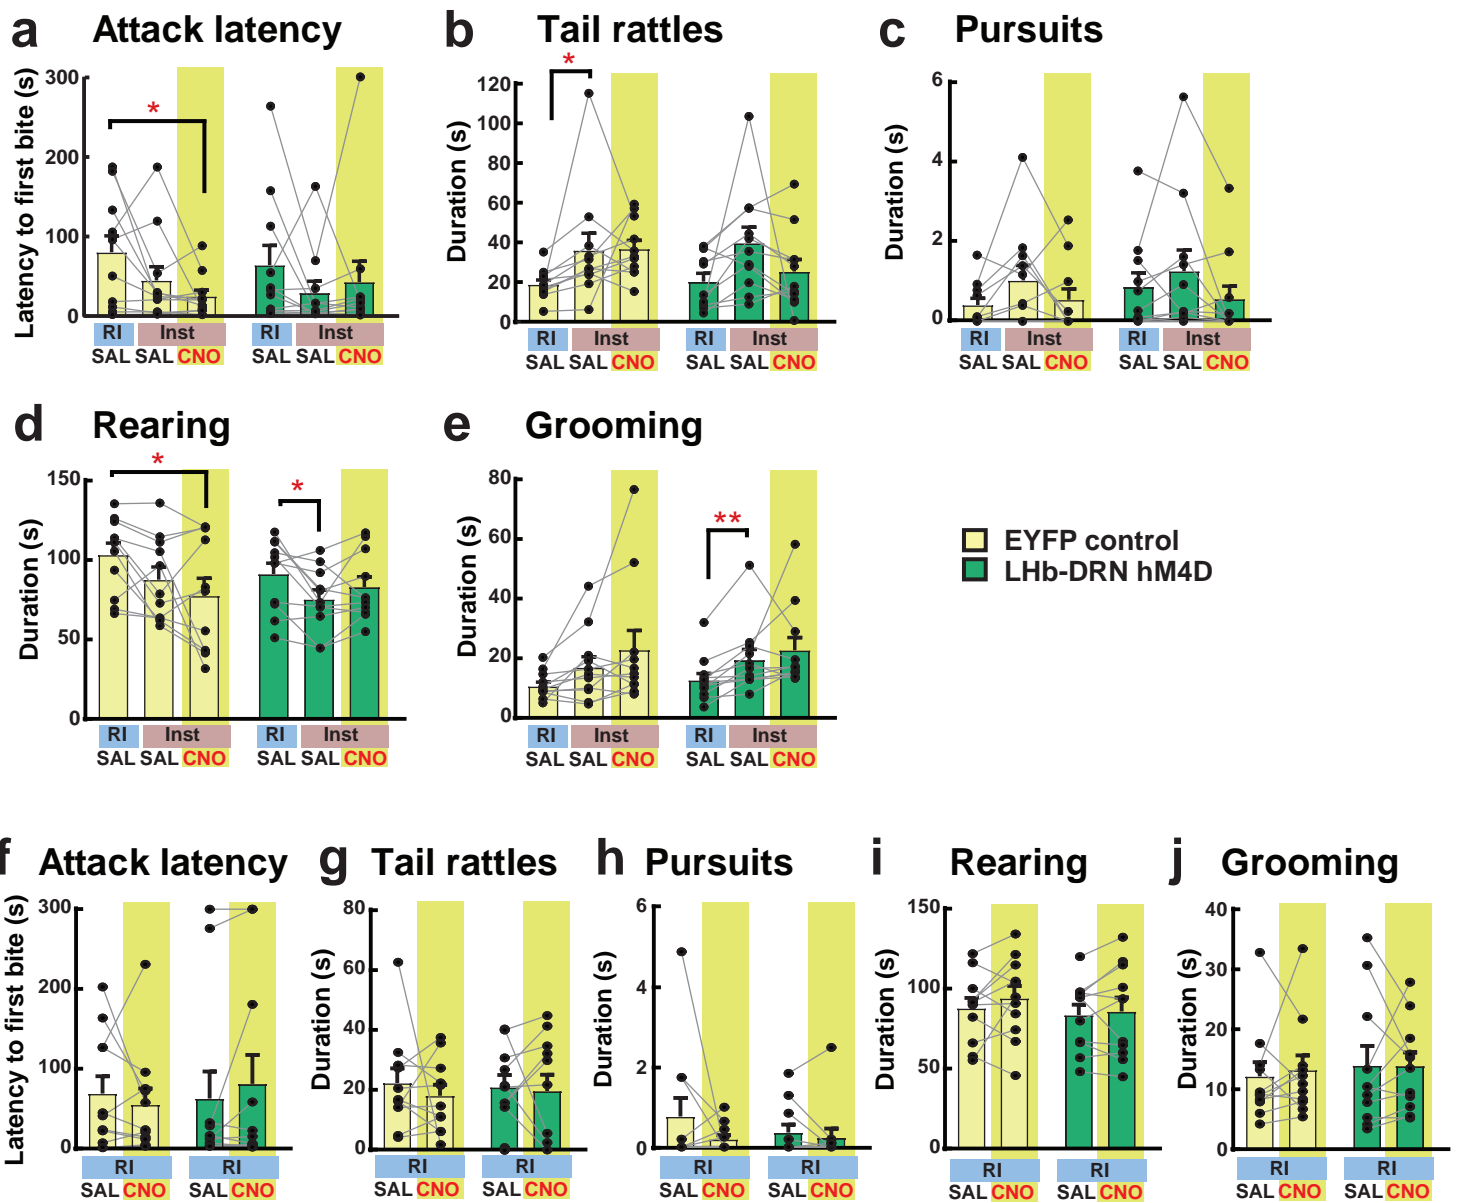 a Attack latency
Latency to first bite (s)
300
200
100
0
*
RI Inst RI Inst
SAL SAL CNO SAL SAL CNO
b Tail rattles
Duration (s)
120
100
80
60
40
20
0
*
RI Inst RI Inst
SAL SAL CNO SAL SAL CNO
c Pursuits
Duration (s)
6
4
2
0
RI Inst RI Inst
SAL SAL CNO SAL SAL CNO
d Rearing
Duration (s)
150
100
50
0
*
*
RI Inst RI Inst
SAL SAL CNO SAL SAL CNO
e Grooming
Duration (s)
80
60
40
20
0
**
RI Inst RI Inst
SAL SAL CNO SAL SAL CNO
EYFP control
LHb-DRN hM4D
f Attack latency
Latency to first bite (s)
300
200
100
0
RI RI
SAL CNO SAL CNO
g Tail rattles
Duration (s)
80
60
40
20
0
RI RI
SAL CNO SAL CNO
h Pursuits
Duration (s)
6
4
2
0
RI RI
SAL CNO SAL CNO
i Rearing
Duration (s)
150
100
50
0
RI RI
SAL CNO SAL CNO
j Grooming
Duration (s)
40
30
20
10
0
RI RI
SAL CNO SAL CNO